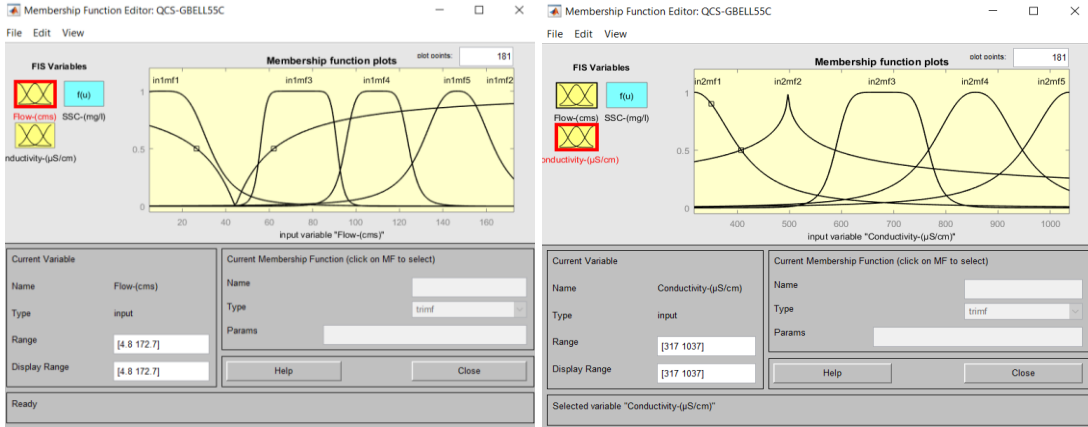 Membership Function Editor: QCS-GBELL55C
File Edit View
FIS Variables
Flow-(cms)
f(u)
SSC-(mg/l)
nductivity-(µS/cm)
plot points: 181
Membership function plots
in1mf1 in1mf3 in1mf4 in1mf5 in1mf2
1
0.5
0
20 40 60 80 100 120 140 160
input variable "Flow-(cms)"
Current Variable
Name Flow-(cms)
Type input
Range [4.8 172.7]
Display Range [4.8 172.7]
Current Membership Function (click on MF to select)
Name
Type trimf
Params
Help Close
Ready
Membership Function Editor: QCS-GBELL55C
File Edit View
FIS Variables
Flow-(cms)
f(u)
SSC-(mg/l)
onductivity-(µS/cm)
plot points: 181
Membership function plots
in2mf1 in2mf2 in2mf3 in2mf4 in2mf5
1
0.5
0
400 500 600 700 800 900 1000
input variable "Conductivity-(µS/cm)"
Current Variable
Name Conductivity-(µS/cm)
Type input
Range [317 1037]
Display Range [317 1037]
Current Membership Function (click on MF to select)
Name
Type trimf
Params
Help Close
Selected variable "Conductivity-(µS/cm)"